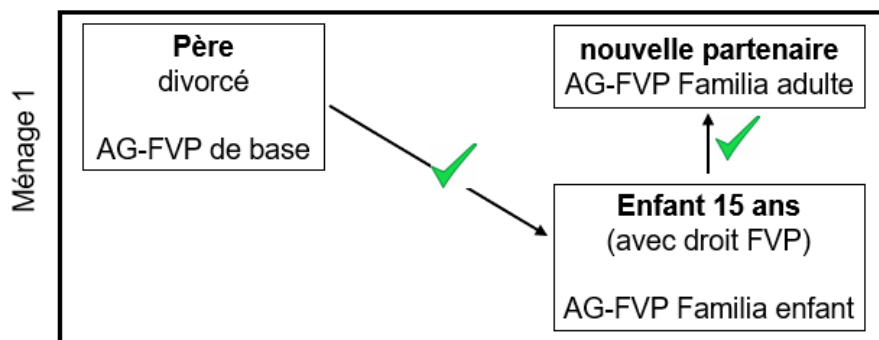 Ménage 1
Père
divorcé
AG-FVP de base
nouvelle partenaire
AG-FVP Familia adulte
Enfant 15 ans
(avec droit FVP)
AG-FVP Familia enfant